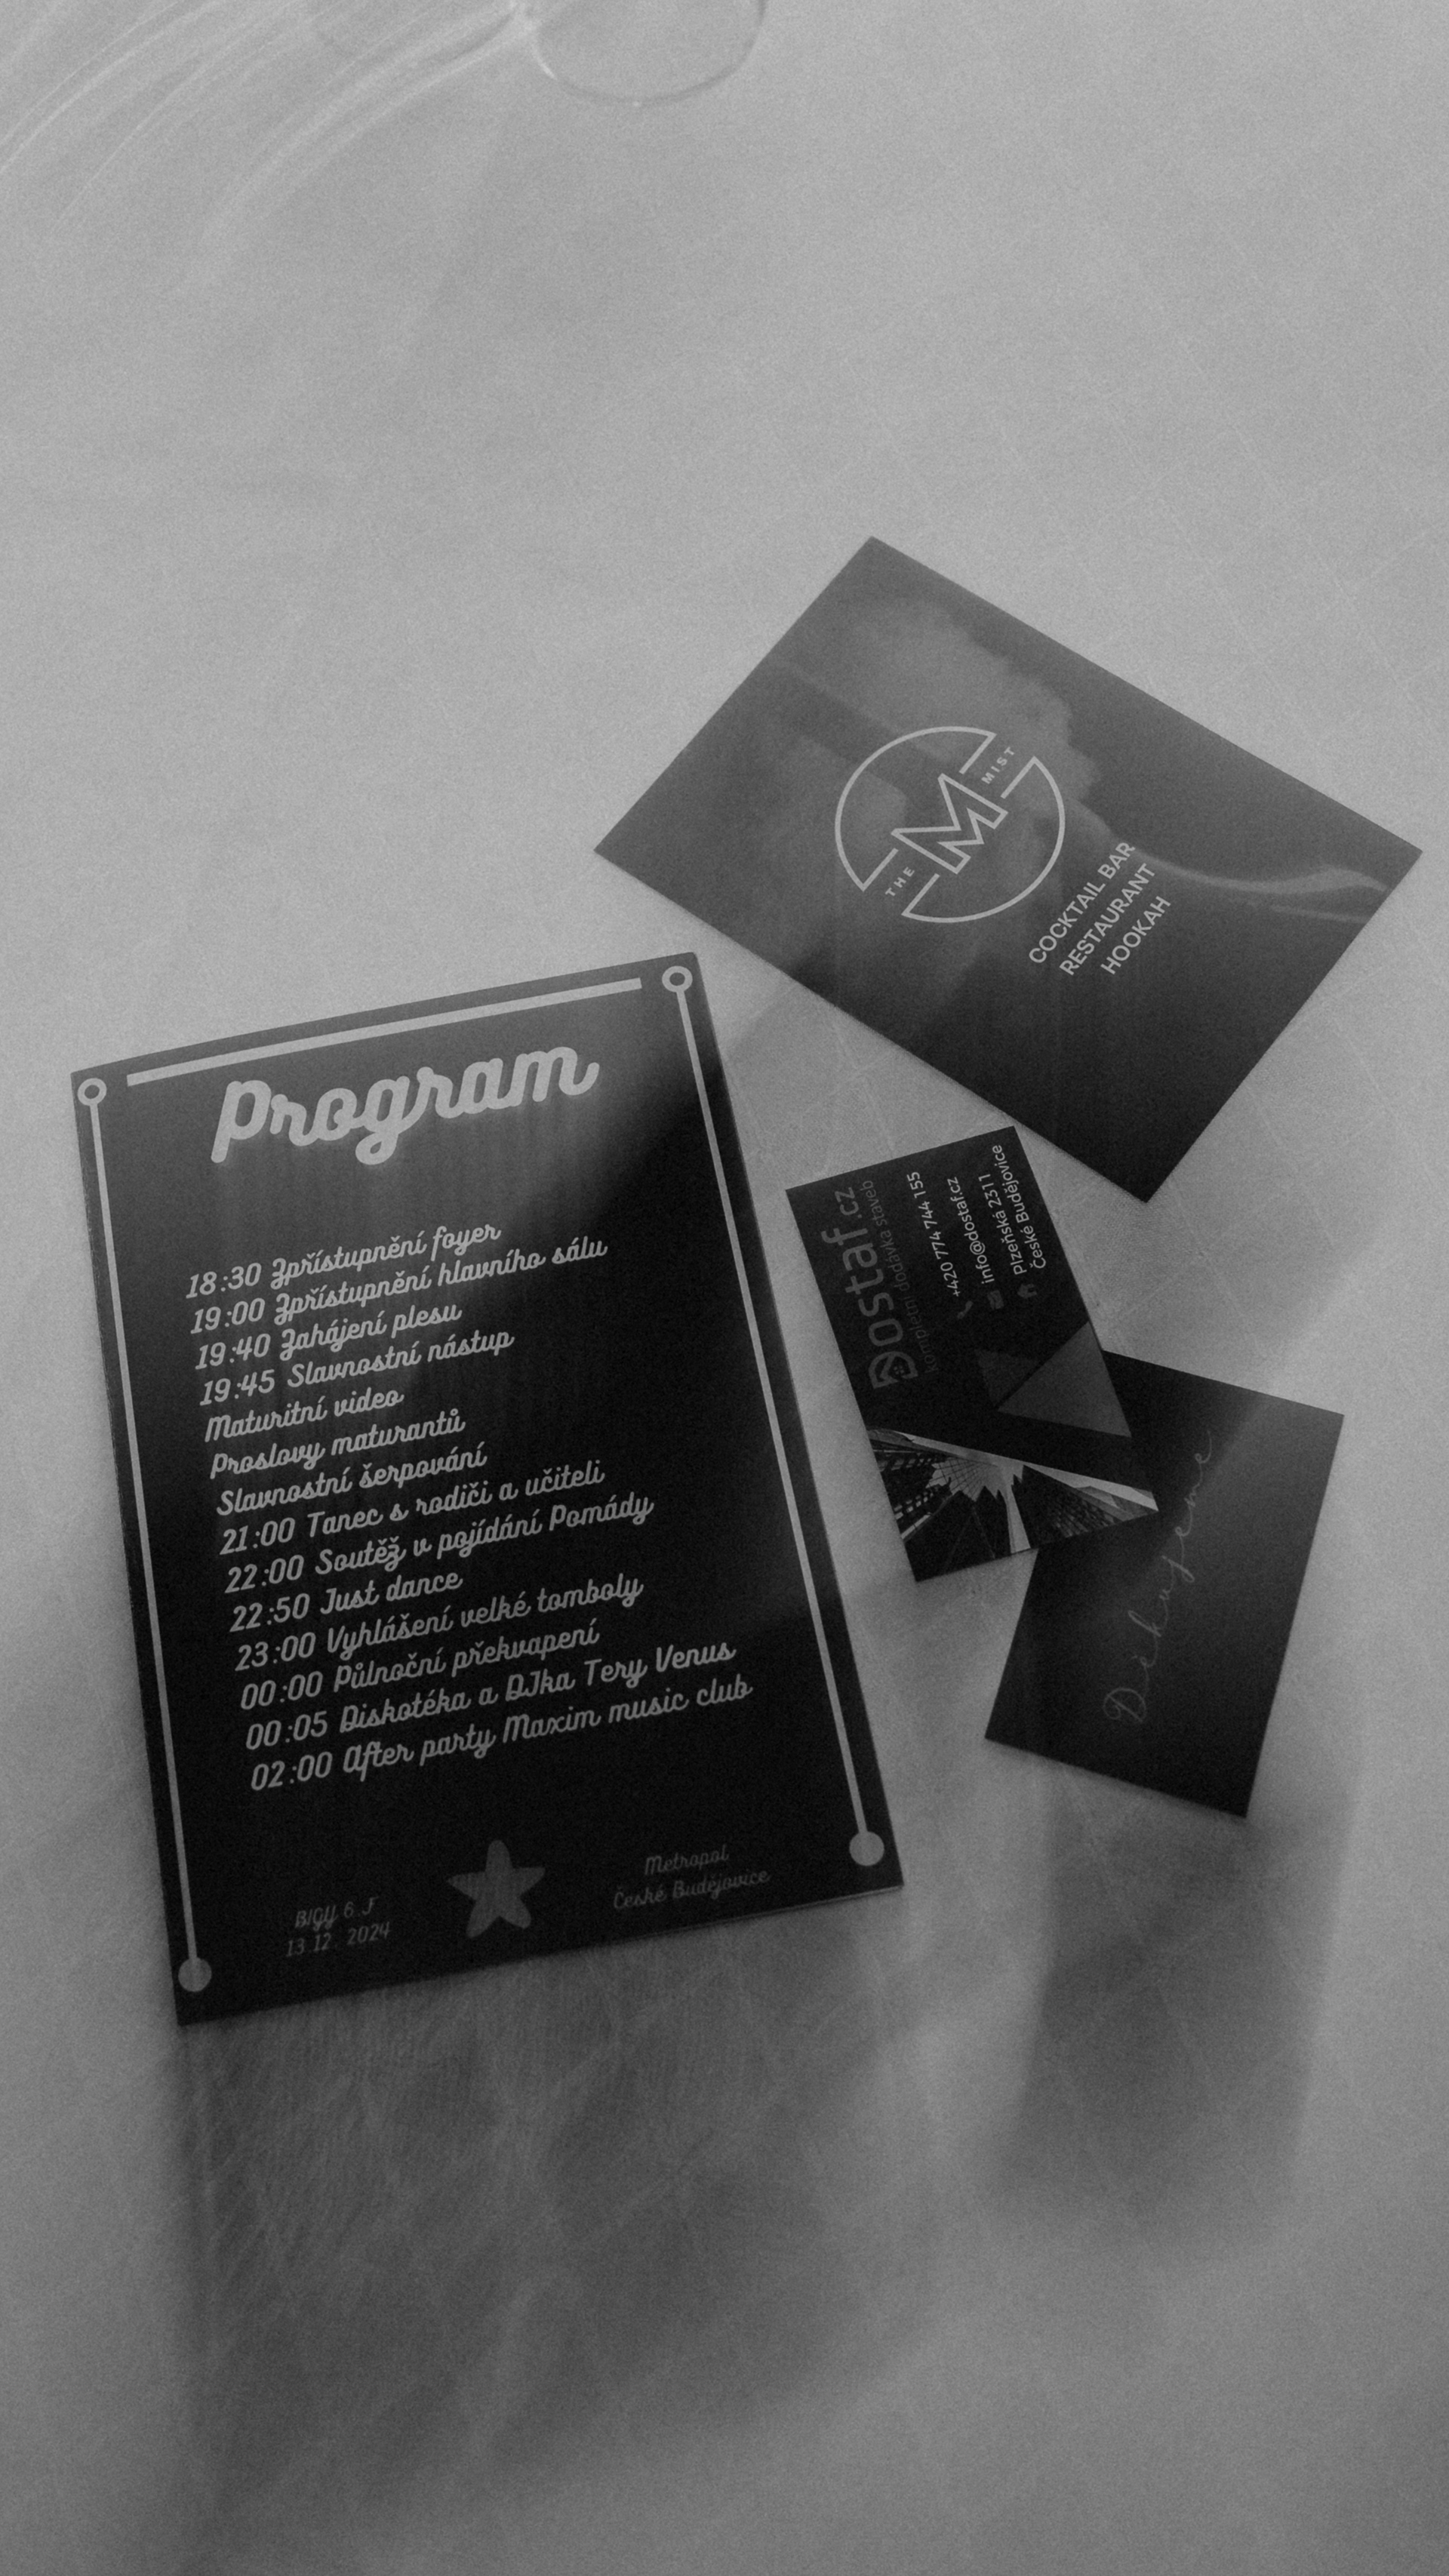 THE M MIST
COCKTAIL BAR
RESTAURANT
HOOKAH
Program
18:30 Zpřístupnění foyer
19:00 Zpřístupnění hlavního sálu
19:40 Zahájení plesu
19:45 Slavnostní nástup
Maturitní video
Proslovy maturantů
Slavnostní šerpování
21:00 Tanec s rodiči a učiteli
22:00 Soutěž v pojídání Pomády
22:50 Just dance
23:00 Vyhlášení velké tomboly
00:00 Půlnoční překvapení
00:05 Diskotéka a DJka Tery Venus
02:00 After party Maxim music club
BIGY 6.F
13.12. 2024
Metropol
České Budějovice
Dostaf.cz
kompletní dodávka staveb
+420 774 744 155
info@dostaf.cz
Plzeňská 2311
České Budějovice
Děkujeme